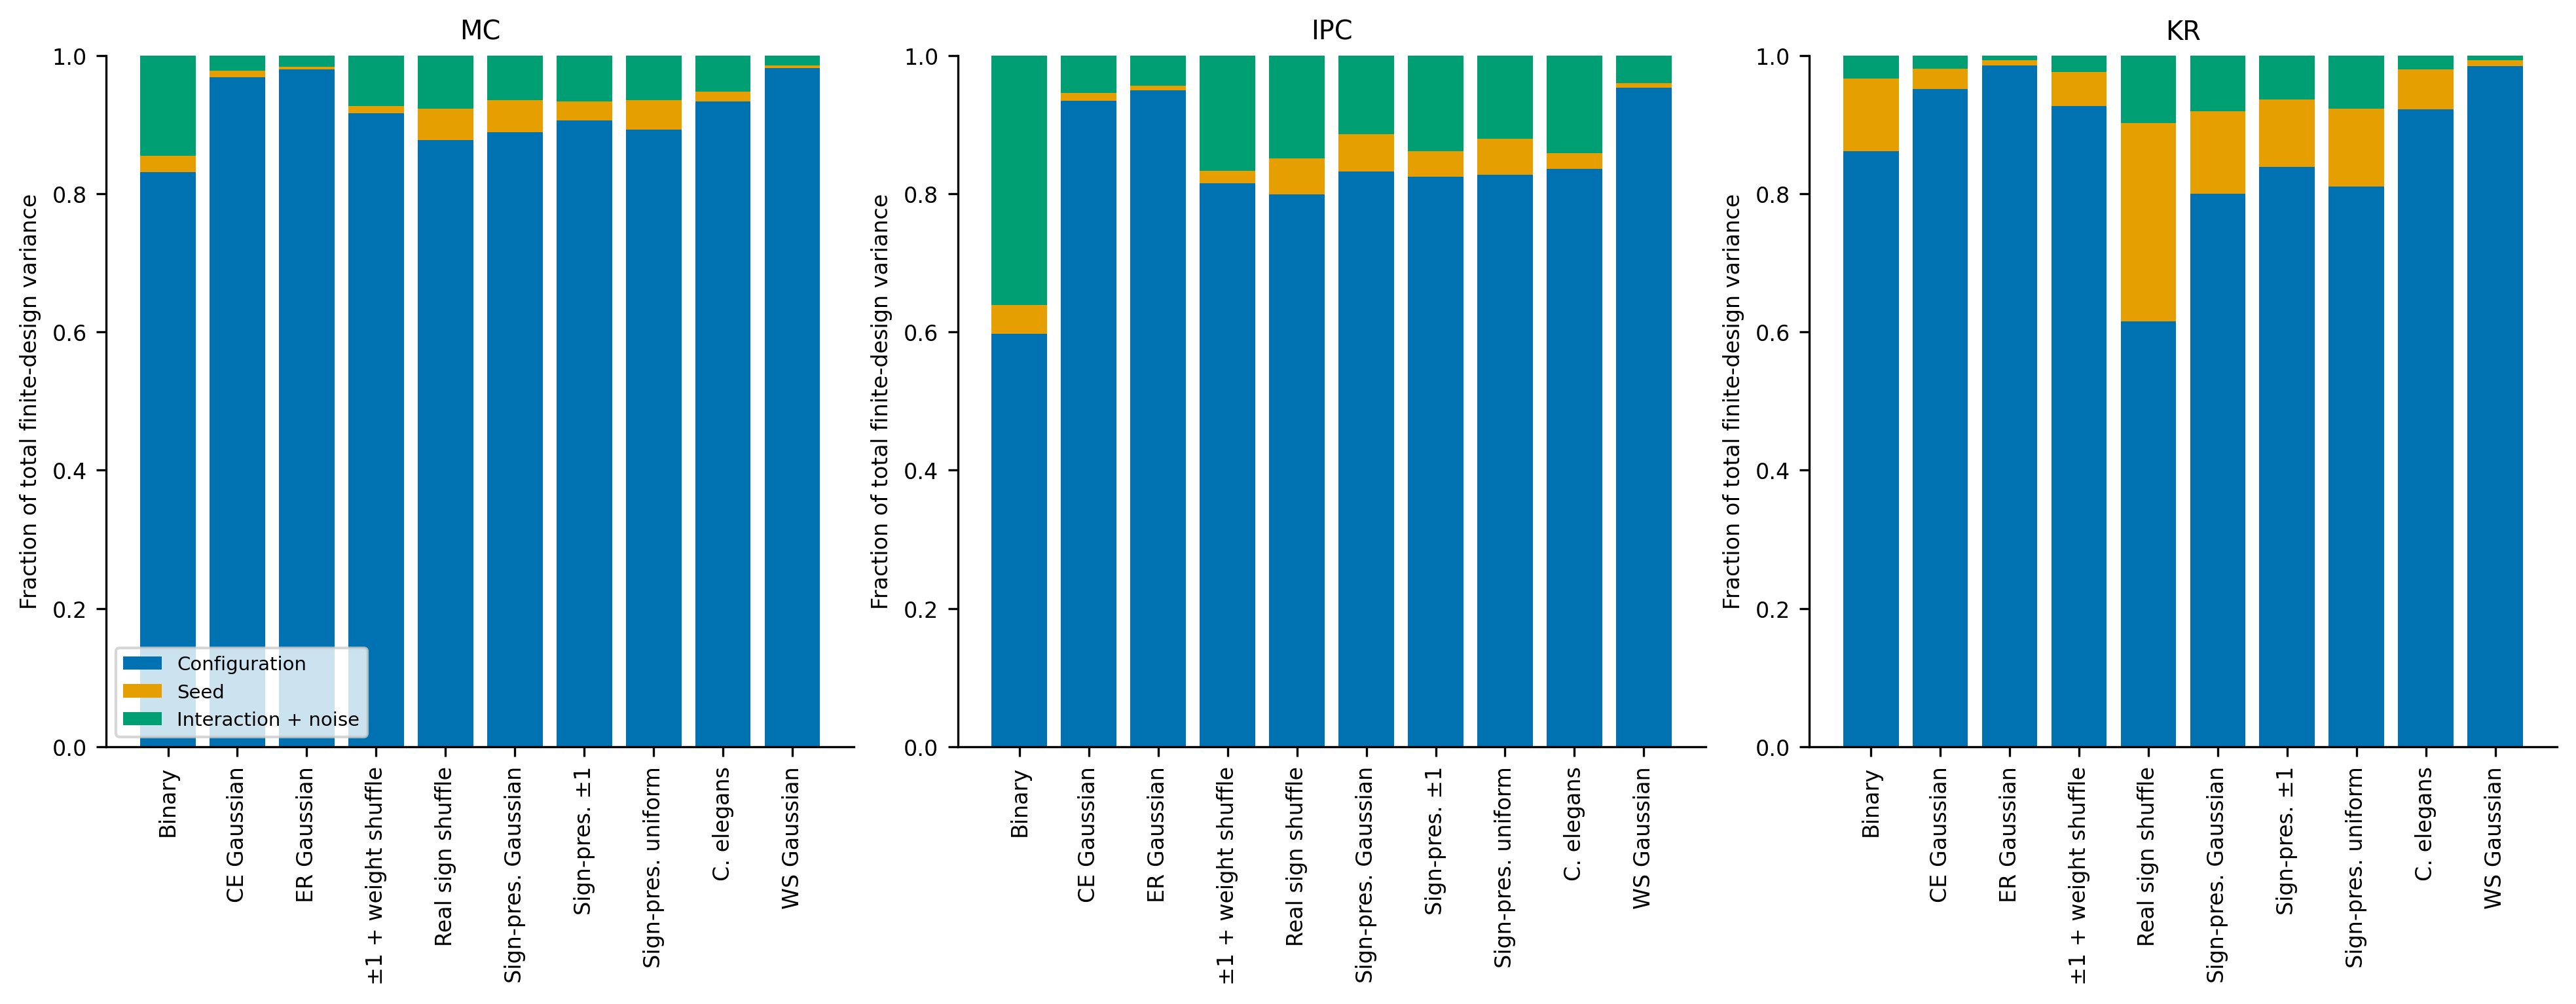 MC
Fraction of total finite-design variance
1.0
0.8
0.6
0.4
0.2
0.0
Configuration
Seed
Interaction + noise
Binary
CE Gaussian
ER Gaussian
±1 + weight shuffle
Real sign shuffle
Sign-pres. Gaussian
Sign-pres. ±1
Sign-pres. uniform
C. elegans
WS Gaussian
IPC
Fraction of total finite-design variance
1.0
0.8
0.6
0.4
0.2
0.0
Binary
CE Gaussian
ER Gaussian
±1 + weight shuffle
Real sign shuffle
Sign-pres. Gaussian
Sign-pres. ±1
Sign-pres. uniform
C. elegans
WS Gaussian
KR
Fraction of total finite-design variance
1.0
0.8
0.6
0.4
0.2
0.0
Binary
CE Gaussian
ER Gaussian
±1 + weight shuffle
Real sign shuffle
Sign-pres. Gaussian
Sign-pres. ±1
Sign-pres. uniform
C. elegans
WS Gaussian